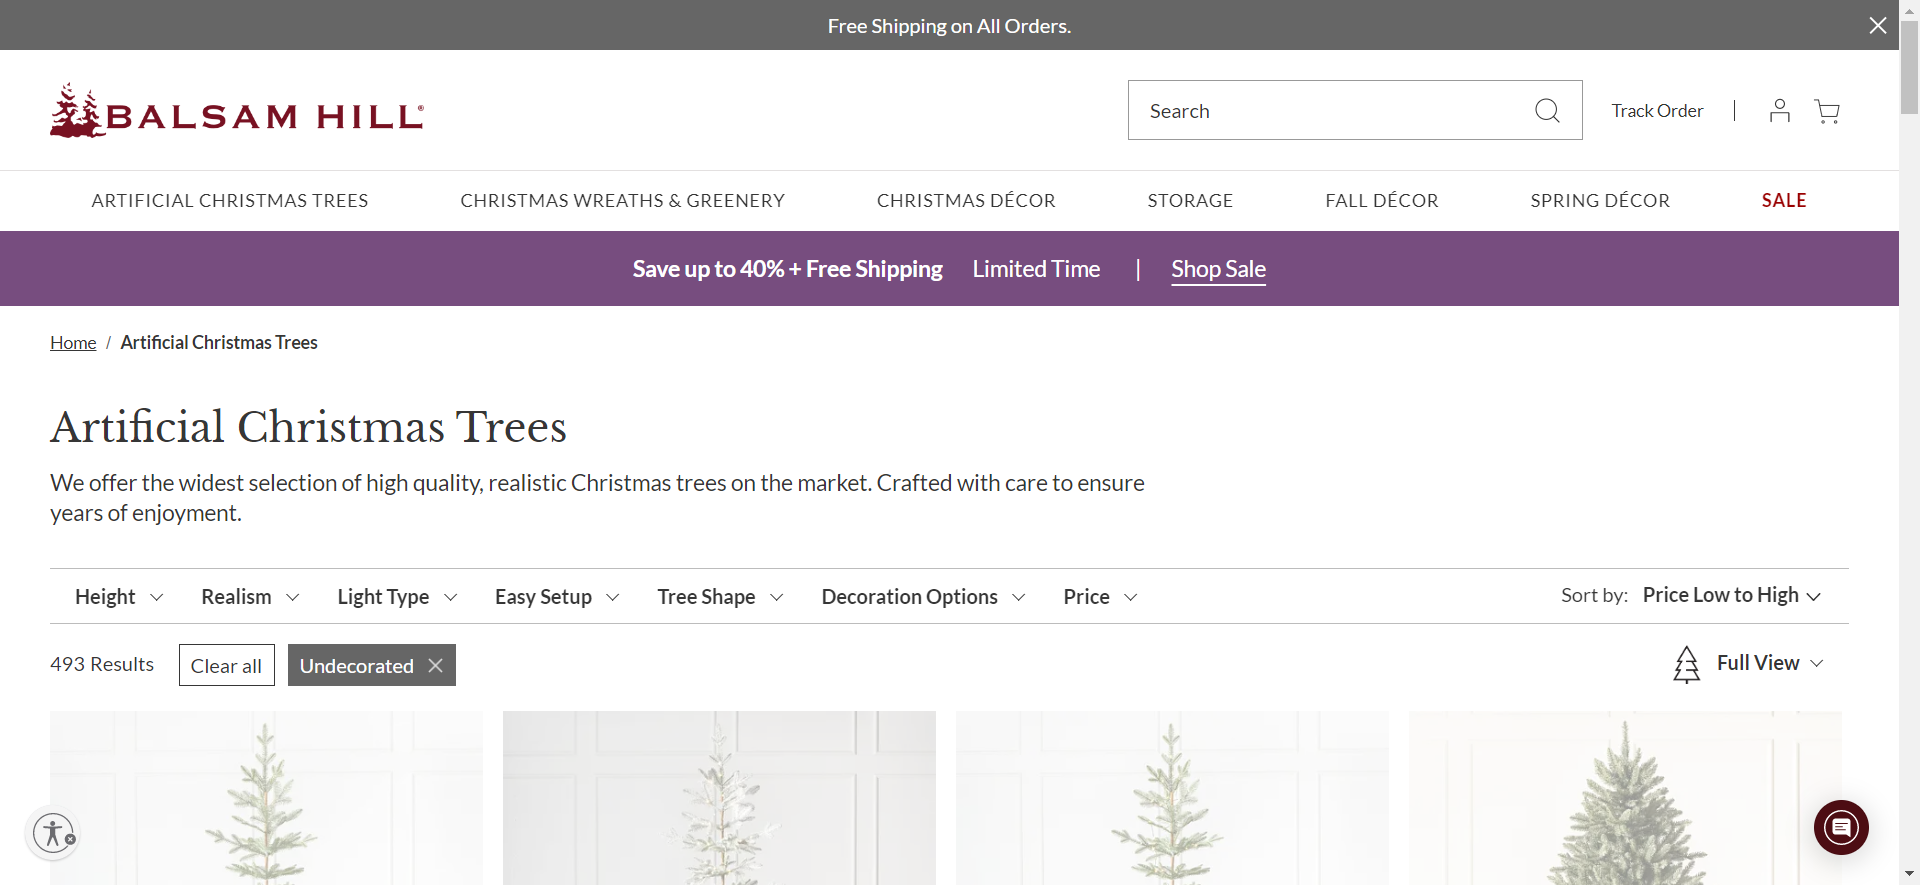 Free Shipping on All Orders.
BALSAM HILL®
Search
Track Order
ARTIFICIAL CHRISTMAS TREES
CHRISTMAS WREATHS & GREENERY
CHRISTMAS DÉCOR
STORAGE
FALL DÉCOR
SPRING DÉCOR
SALE
Save up to 40% + Free Shipping Limited Time | Shop Sale
Home / Artificial Christmas Trees
Artificial Christmas Trees
We offer the widest selection of high quality, realistic Christmas trees on the market. Crafted with care to ensure
years of enjoyment.
Height
Realism
Light Type
Easy Setup
Tree Shape
Decoration Options
Price
Sort by: Price Low to High
493 Results
Clear all
Undecorated
Full View